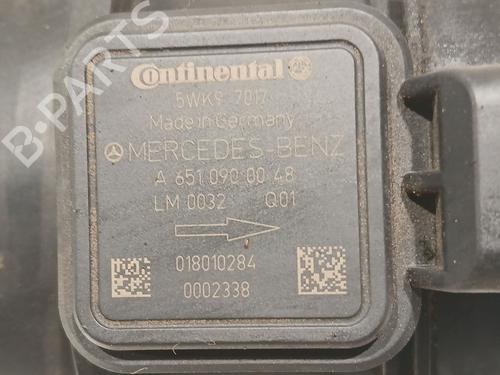 Continental
5WK9 7017
Made in Germany
MERCEDES-BENZ
A 651 090 00 48
LM 0032 Q01
018010284
0002338
B-PARTS